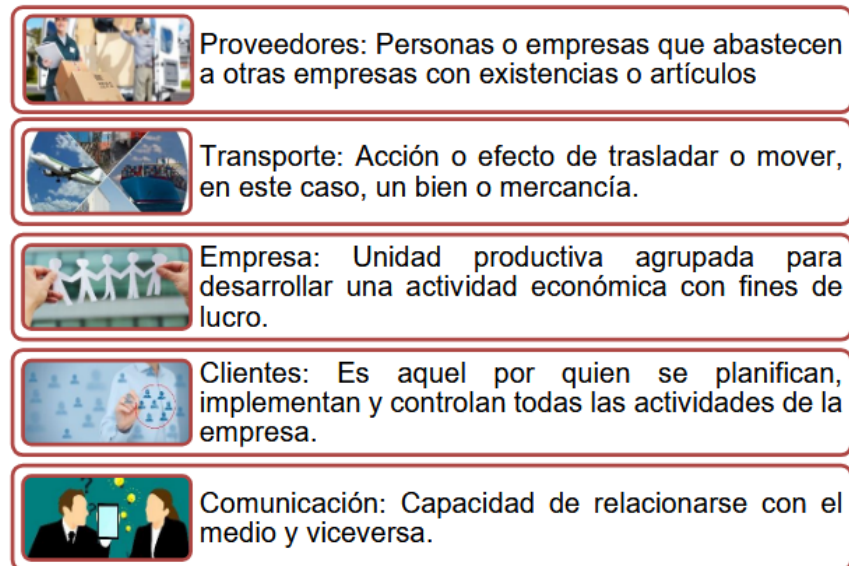 Proveedores: Personas o empresas que abastecen
a otras empresas con existencias o artículos
Transporte: Acción o efecto de trasladar o mover,
en este caso, un bien o mercancía.
Empresa: Unidad productiva agrupada para
desarrollar una actividad económica con fines de
lucro.
Clientes: Es aquel por quien se planifican,
implementan y controlan todas las actividades de la
empresa.
Comunicación: Capacidad de relacionarse con el
medio y viceversa.